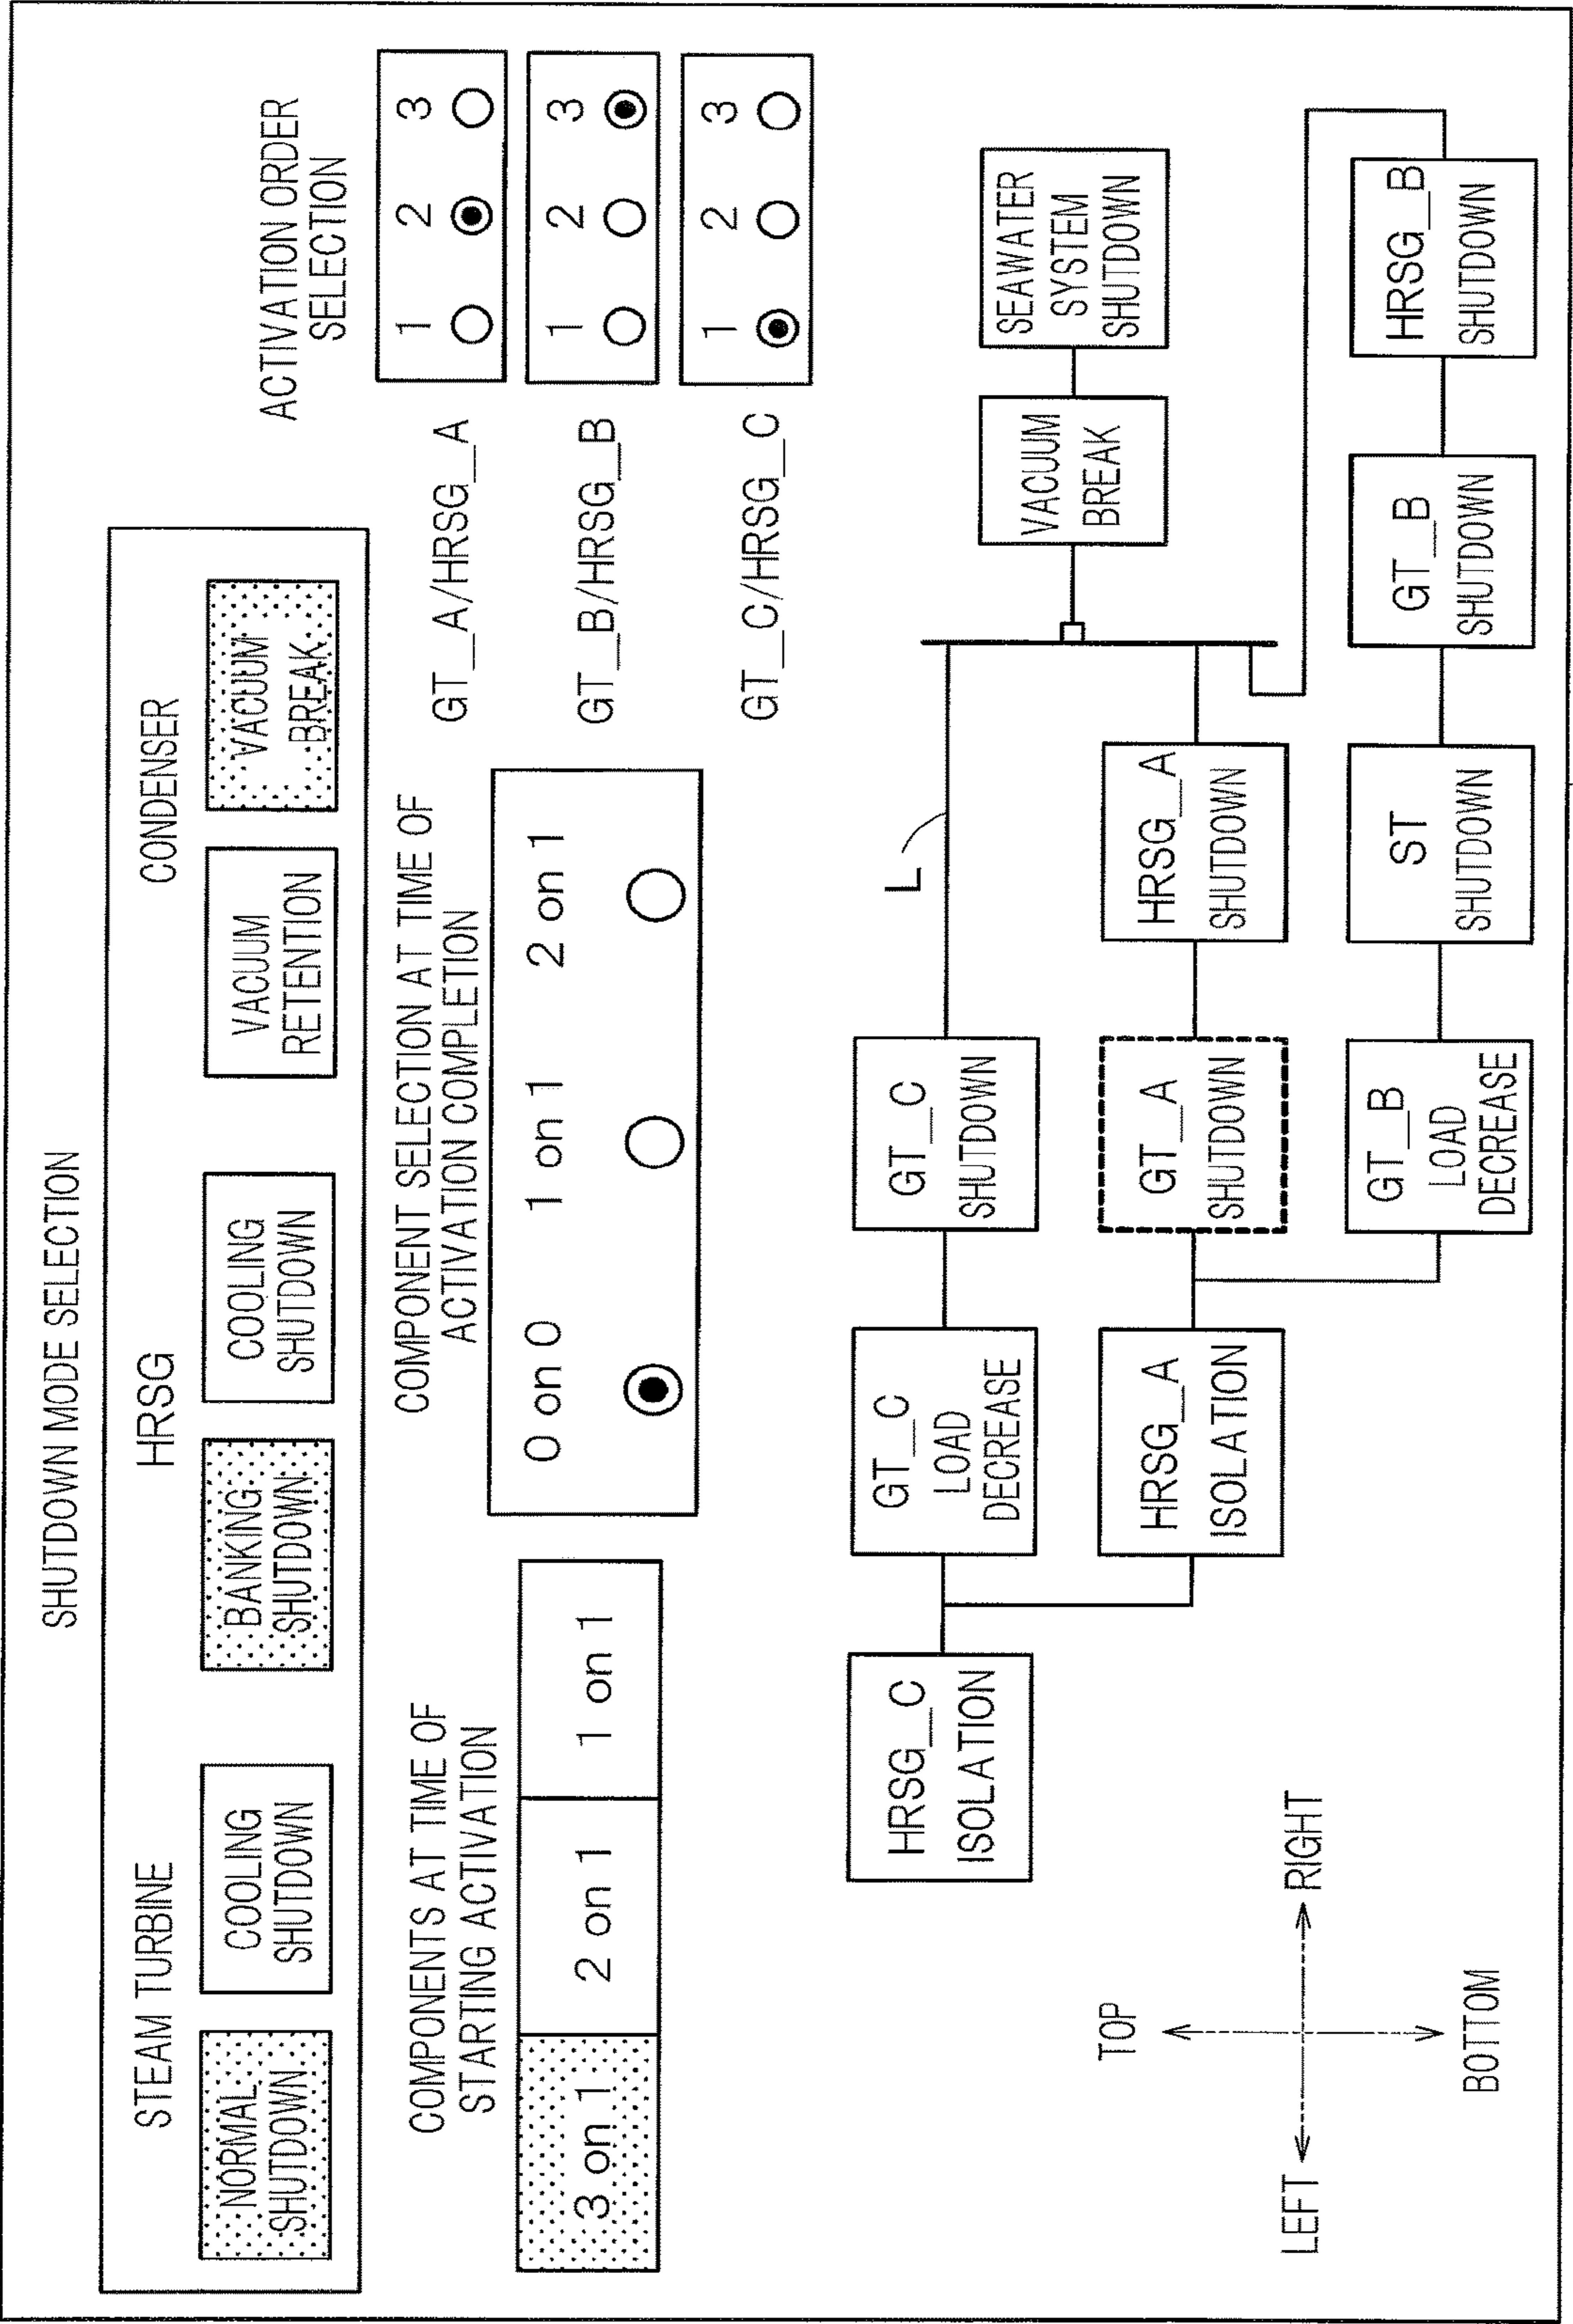 SHUTDOWN MODE SELECTION
STEAM TURBINE
NORMAL
SHUTDOWN
COOLING
SHUTDOWN
HRSG
BANKING
SHUTDOWN
COOLING
SHUTDOWN
CONDENSER
VACUUM
RETENTION
VACUUM
BREAK
COMPONENTS AT TIME OF
STARTING ACTIVATION
3 on 1
2 on 1
1 on 1
COMPONENT SELECTION AT TIME OF
ACTIVATION COMPLETION
0 on 0
1 on 1
2 on 1
ACTIVATION ORDER
SELECTION
GT_A/HRSG_A
1 2 3
GT_B/HRSG_B
1 2 3
GT_C/HRSG_C
1 2 3
HRSG_C
ISOLATION
GT_C
LOAD
DECREASE
GT_C
SHUTDOWN
L
VACUUM
BREAK
SEAWATER
SYSTEM
SHUTDOWN
HRSG_A
ISOLATION
GT_A
SHUTDOWN
HRSG_A
SHUTDOWN
GT_B
LOAD
DECREASE
ST
SHUTDOWN
GT_B
SHUTDOWN
HRSG_B
SHUTDOWN
TOP
LEFT
RIGHT
BOTTOM